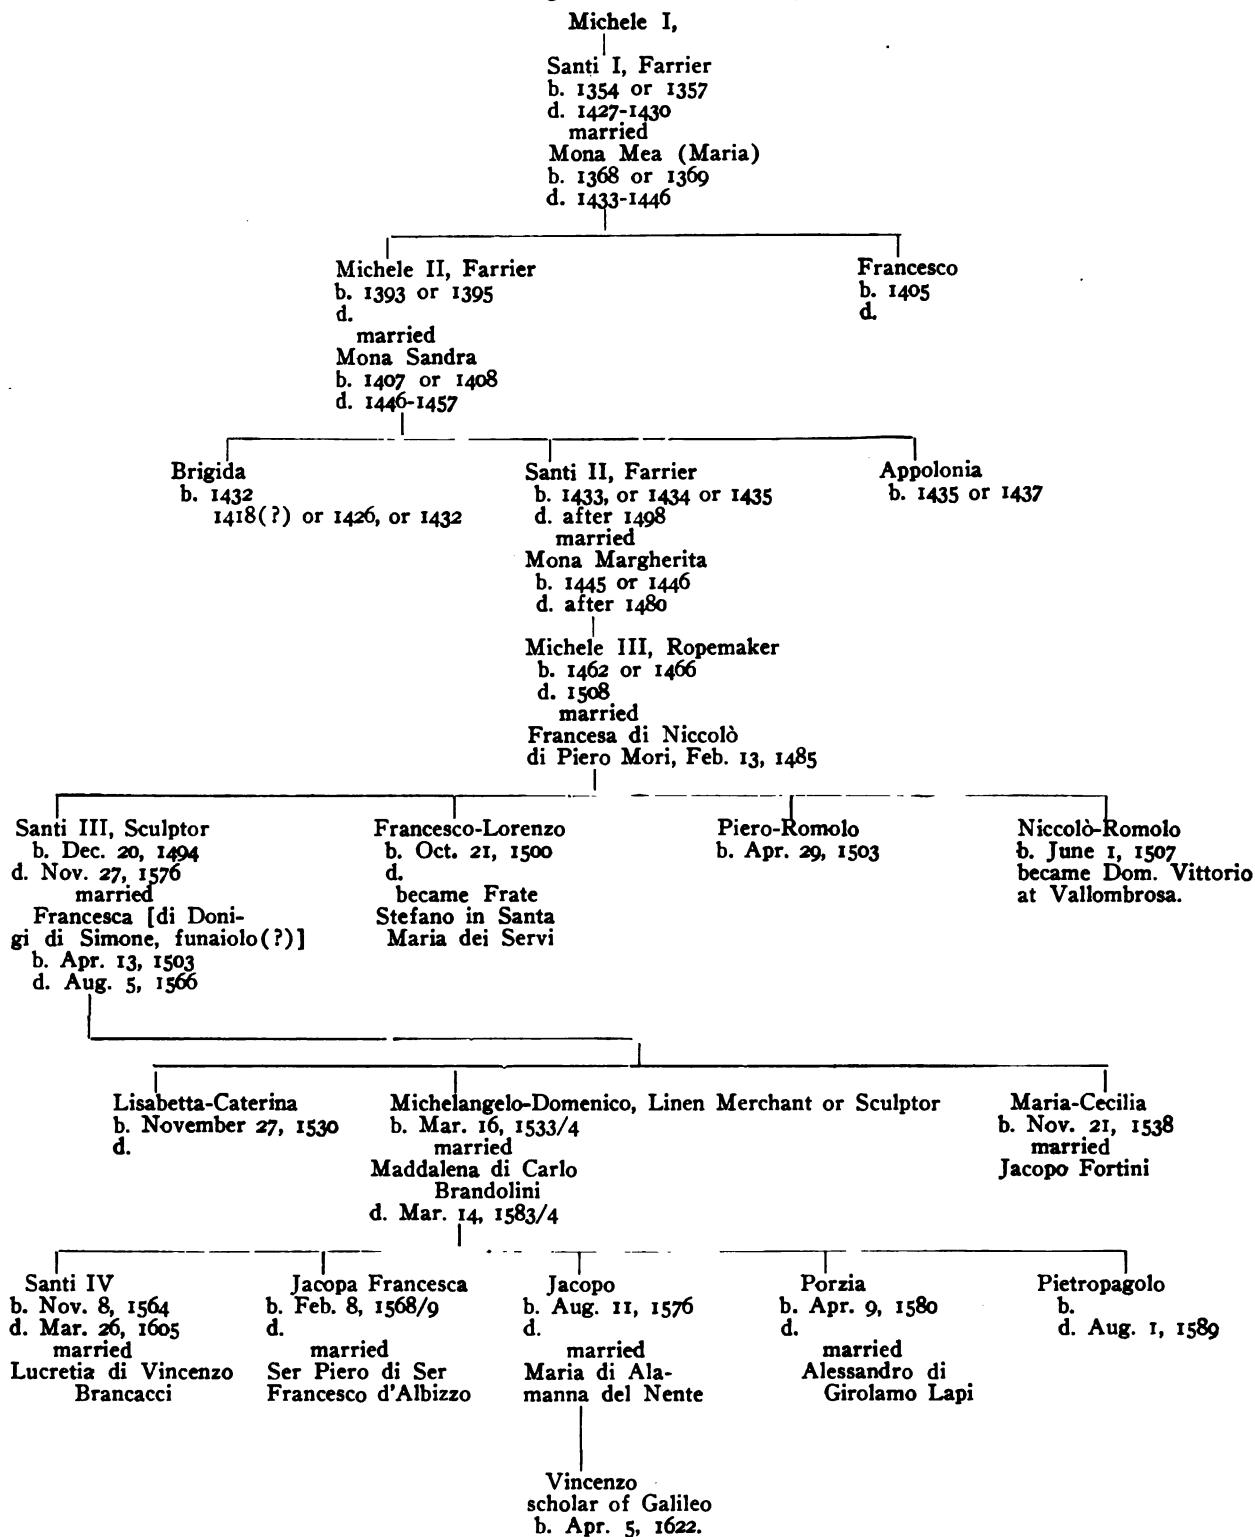 Michele I,
Santi I, Farrier
b. 1354 or 1357
d. 1427-1430
married
Mona Mea (Maria)
b. 1368 or 1369
d. 1433-1446
Michele II, Farrier
b. 1393 or 1395
d.
married
Mona Sandra
b. 1407 or 1408
d. 1446-1457
Francesco
b. 1405
d.
Brigida
b. 1432
1418(?) or 1426, or 1432
Santi II, Farrier
b. 1433, or 1434 or 1435
d. after 1498
married
Mona Margherita
b. 1445 or 1446
d. after 1480
Appolonia
b. 1435 or 1437
Michele III, Ropemaker
b. 1462 or 1466
d. 1508
married
Francesa di Niccolò
di Piero Mori, Feb. 13, 1485
Santi III, Sculptor
b. Dec. 20, 1494
d. Nov. 27, 1576
married
Francesca [di Doni-
gi di Simone, funaiolo(?)]
b. Apr. 13, 1503
d. Aug. 5, 1566
Francesco-Lorenzo
b. Oct. 21, 1500
d.
became Frate
Stefano in Santa
Maria dei Servi
Piero-Romolo
b. Apr. 29, 1503
Niccolò-Romolo
b. June 1, 1507
became Dom. Vittorio
at Vallombrosa.
Lisabetta-Caterina
b. November 27, 1530
d.
Michelangelo-Domenico, Linen Merchant or Sculptor
b. Mar. 16, 1533/4
married
Maddalena di Carlo
Brandolini
d. Mar. 14, 1583/4
Maria-Cecilia
b. Nov. 21, 1538
married
Jacopo Fortini
Santi IV
b. Nov. 8, 1564
d. Mar. 26, 1605
married
Lucretia di Vincenzo
Brancacci
Jacopa Francesca
b. Feb. 8, 1568/9
d.
married
Ser Piero di Ser
Francesco d'Albizzo
Jacopo
b. Aug. 11, 1576
d.
married
Maria di Ala-
manna del Nente
Porzia
b. Apr. 9, 1580
d.
married
Alessandro di
Girolamo Lapi
Pietropagolo
b.
d. Aug. 1, 1589
Vincenzo
scholar of Galileo
b. Apr. 5, 1622.